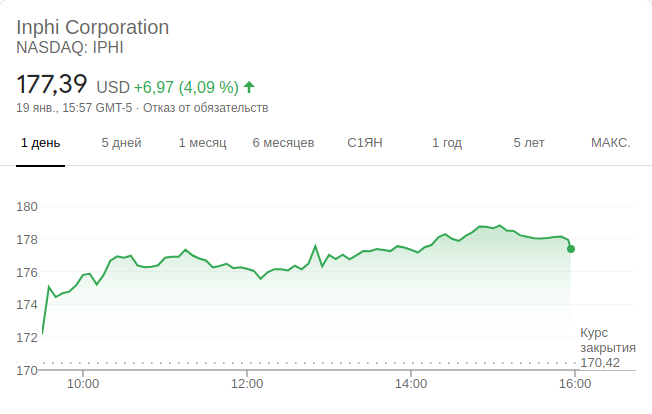 Inphi Corporation
NASDAQ: IPHI
177,39 USD +6,97 (4,09 %)
19 янв., 15:57 GMT-5 · Отказ от обязательств
1 день 5 дней 1 месяц 6 месяцев С1ЯН 1 год 5 лет МАКС.
180
178
176
174
172
Курс
закрытия
170,42
170
10:00 12:00 14:00 16:00